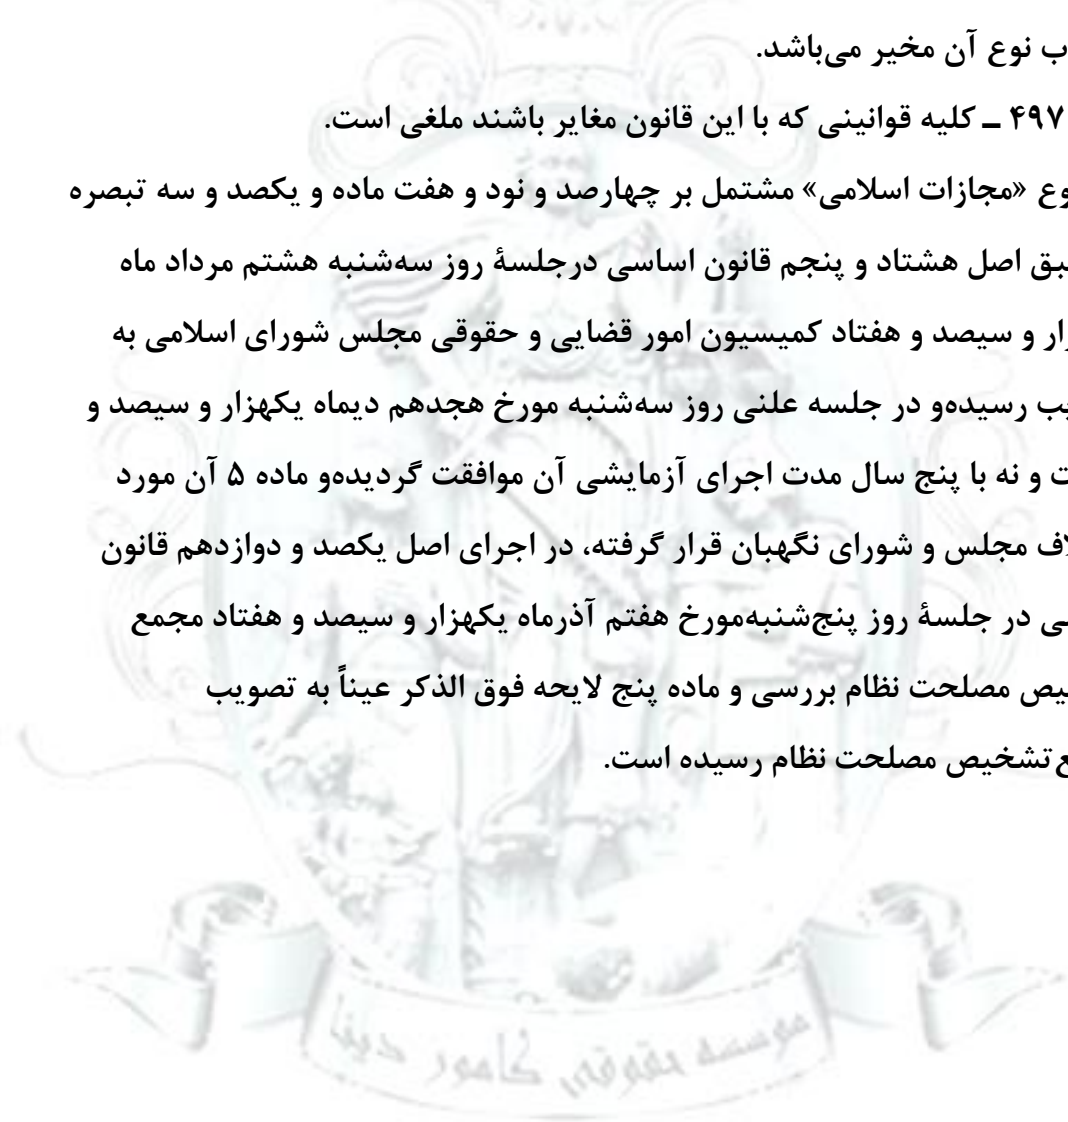 ب نوع آن مخیر می‌باشد.
۴۹۷ ـ کلیه قوانینی که با این قانون مغایر باشند ملغی است.
وع «مجازات اسلامی» مشتمل بر چهارصد و نود و هفت ماده و یکصد و سه تبصره
بق اصل هشتاد و پنجم قانون اساسی درجلسهٔ روز سه‌شنبه هشتم مرداد ماه
ار و سیصد و هفتاد کمیسیون امور قضایی و حقوقی مجلس شورای اسلامی به
یب رسیده‌و در جلسه علنی روز سه‌شنبه مورخ هجدهم دیماه یکهزار و سیصد و
ت و نه با پنج سال مدت اجرای آزمایشی آن موافقت گردیده‌و ماده ۵ آن مورد
لاف مجلس و شورای نگهبان قرار گرفته، در اجرای اصل یکصد و دوازدهم قانون
سی در جلسهٔ روز پنج‌شنبه‌مورخ هفتم آذرماه یکهزار و سیصد و هفتاد مجمع
یص مصلحت نظام بررسی و ماده پنج لایحه فوق الذکر عیناً به تصویب
ع تشخیص مصلحت نظام رسیده است.
موسسه حقوقی کامور دیفا